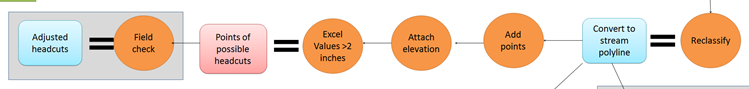 Adjusted
headcuts
Field
check
Points of
possible
headcuts
Excel
Values >2
inches
Attach
elevation
Add
points
Convert to
stream
polyline
Reclassify